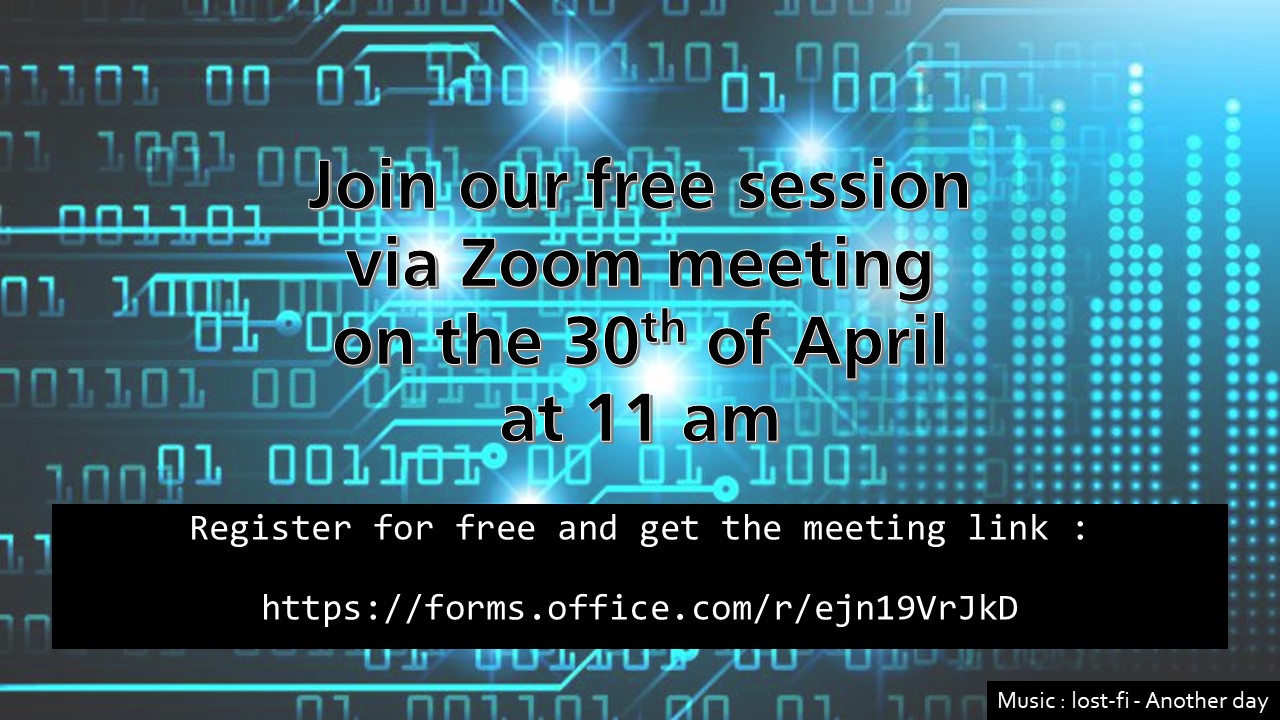 Join our free session
via Zoom meeting
on the 30th of April
at 11 am
Register for free and get the meeting link :
https://forms.office.com/r/ejn19VrJkD
Music : lost-fi - Another day